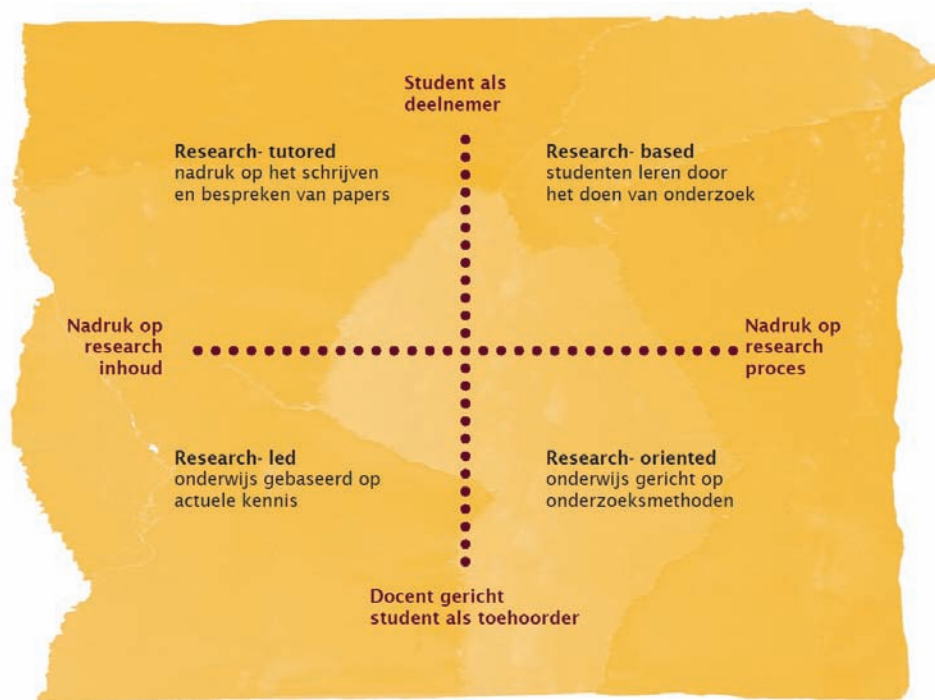 Student als
deelnemer
Research- tutored
nadruk op het schrijven
en bespreken van papers
Research- based
studenten leren door
het doen van onderzoek
Nadruk op
research
inhoud
Nadruk op
research
proces
Research- led
onderwijs gebaseerd op
actuele kennis
Research- oriented
onderwijs gericht op
onderzoeksmethoden
Docent gericht
student als toehoorder